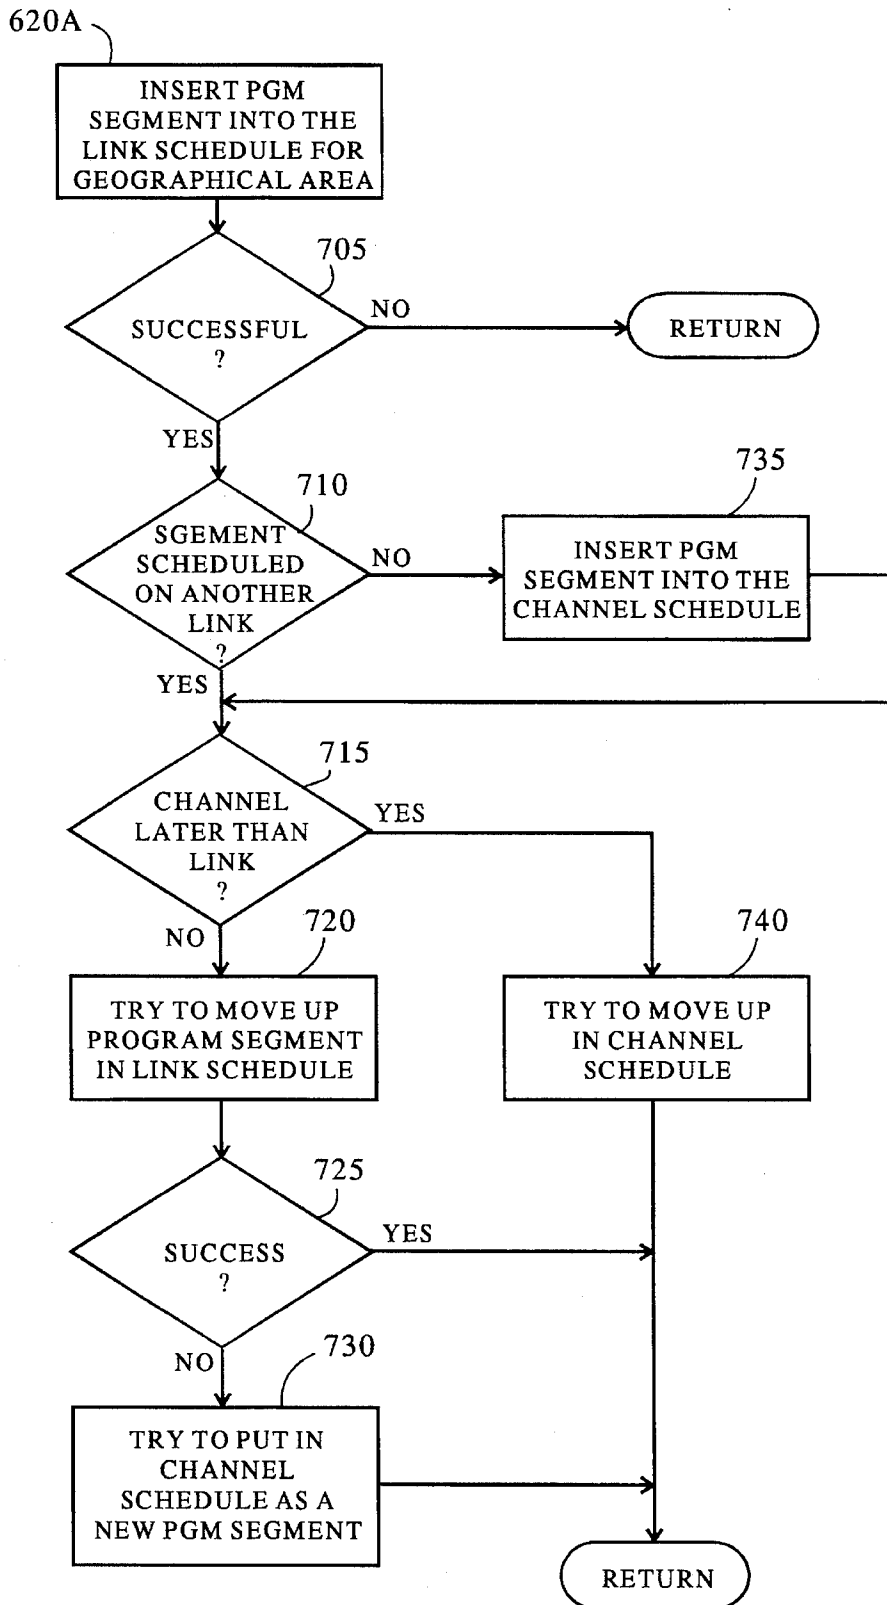 620A
INSERT PGM
SEGMENT INTO THE
LINK SCHEDULE FOR
GEOGRAPHICAL AREA
705
SUCCESSFUL
?
NO
RETURN
YES
710
SGEMENT
SCHEDULED
ON ANOTHER
LINK
?
NO
735
INSERT PGM
SEGMENT INTO THE
CHANNEL SCHEDULE
YES
715
CHANNEL
LATER THAN
LINK
?
YES
NO
720
TRY TO MOVE UP
PROGRAM SEGMENT
IN LINK SCHEDULE
740
TRY TO MOVE UP
IN CHANNEL
SCHEDULE
725
SUCCESS
?
YES
NO
730
TRY TO PUT IN
CHANNEL
SCHEDULE AS A
NEW PGM SEGMENT
RETURN